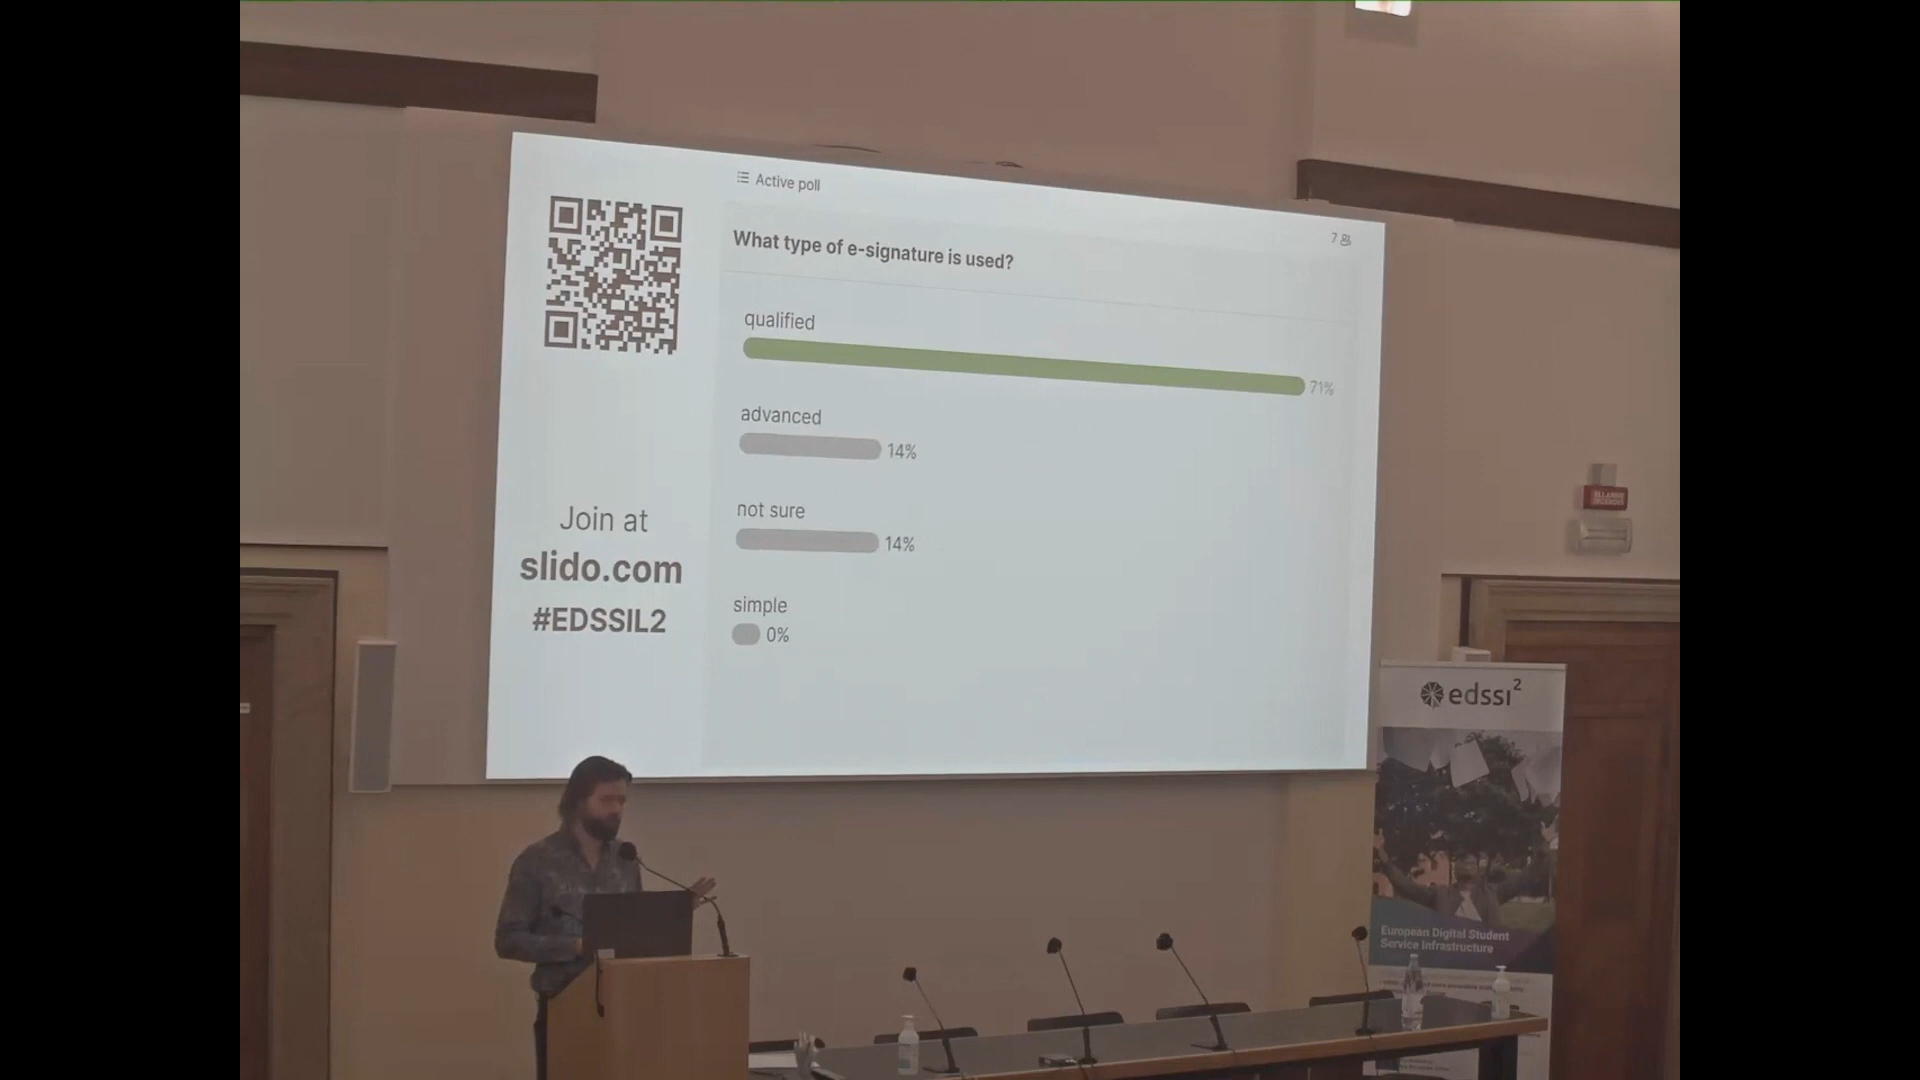 Active poll
7
What type of e-signature is used?
qualified
71%
advanced
14%
not sure
14%
simple
0%
Join at
slido.com
#EDSSIL2
edssi²
European Digital Student
Service Infrastructure